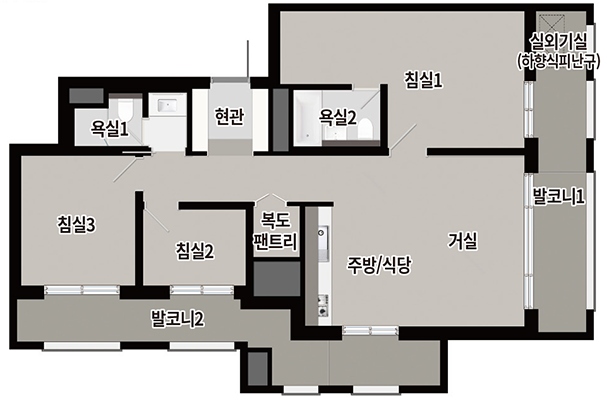 실외기실
(하향식피난구)
침실1
현관
욕실2
욕실1
발코니1
침실3
침실2
복도
팬트리
거실
주방/식당
발코니2